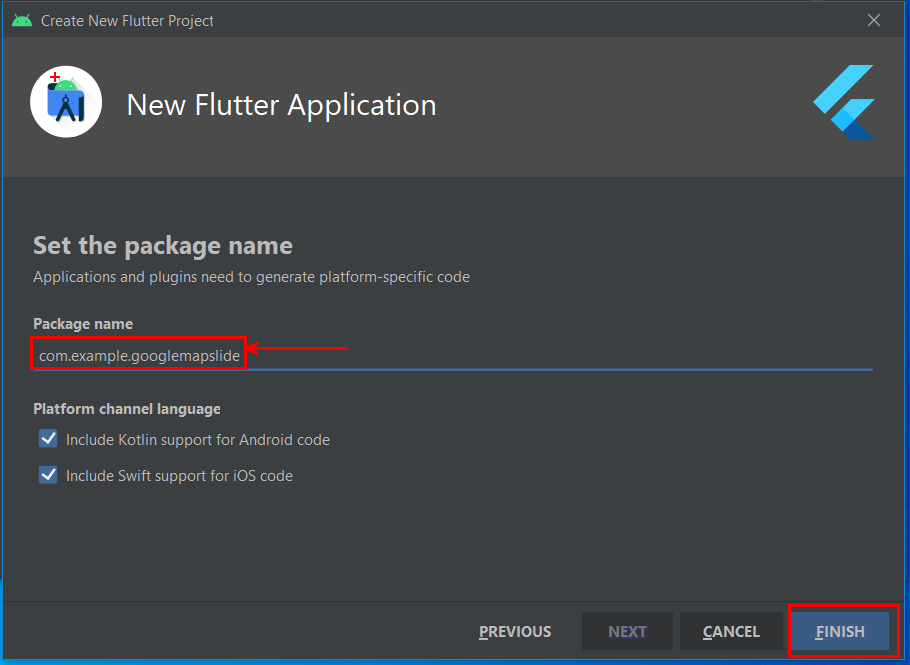 Create New Flutter Project
New Flutter Application
Set the package name
Applications and plugins need to generate platform-specific code
Package name
com.example.googlemapslide
Platform channel language
Include Kotlin support for Android code
Include Swift support for iOS code
PREVIOUS NEXT CANCEL FINISH